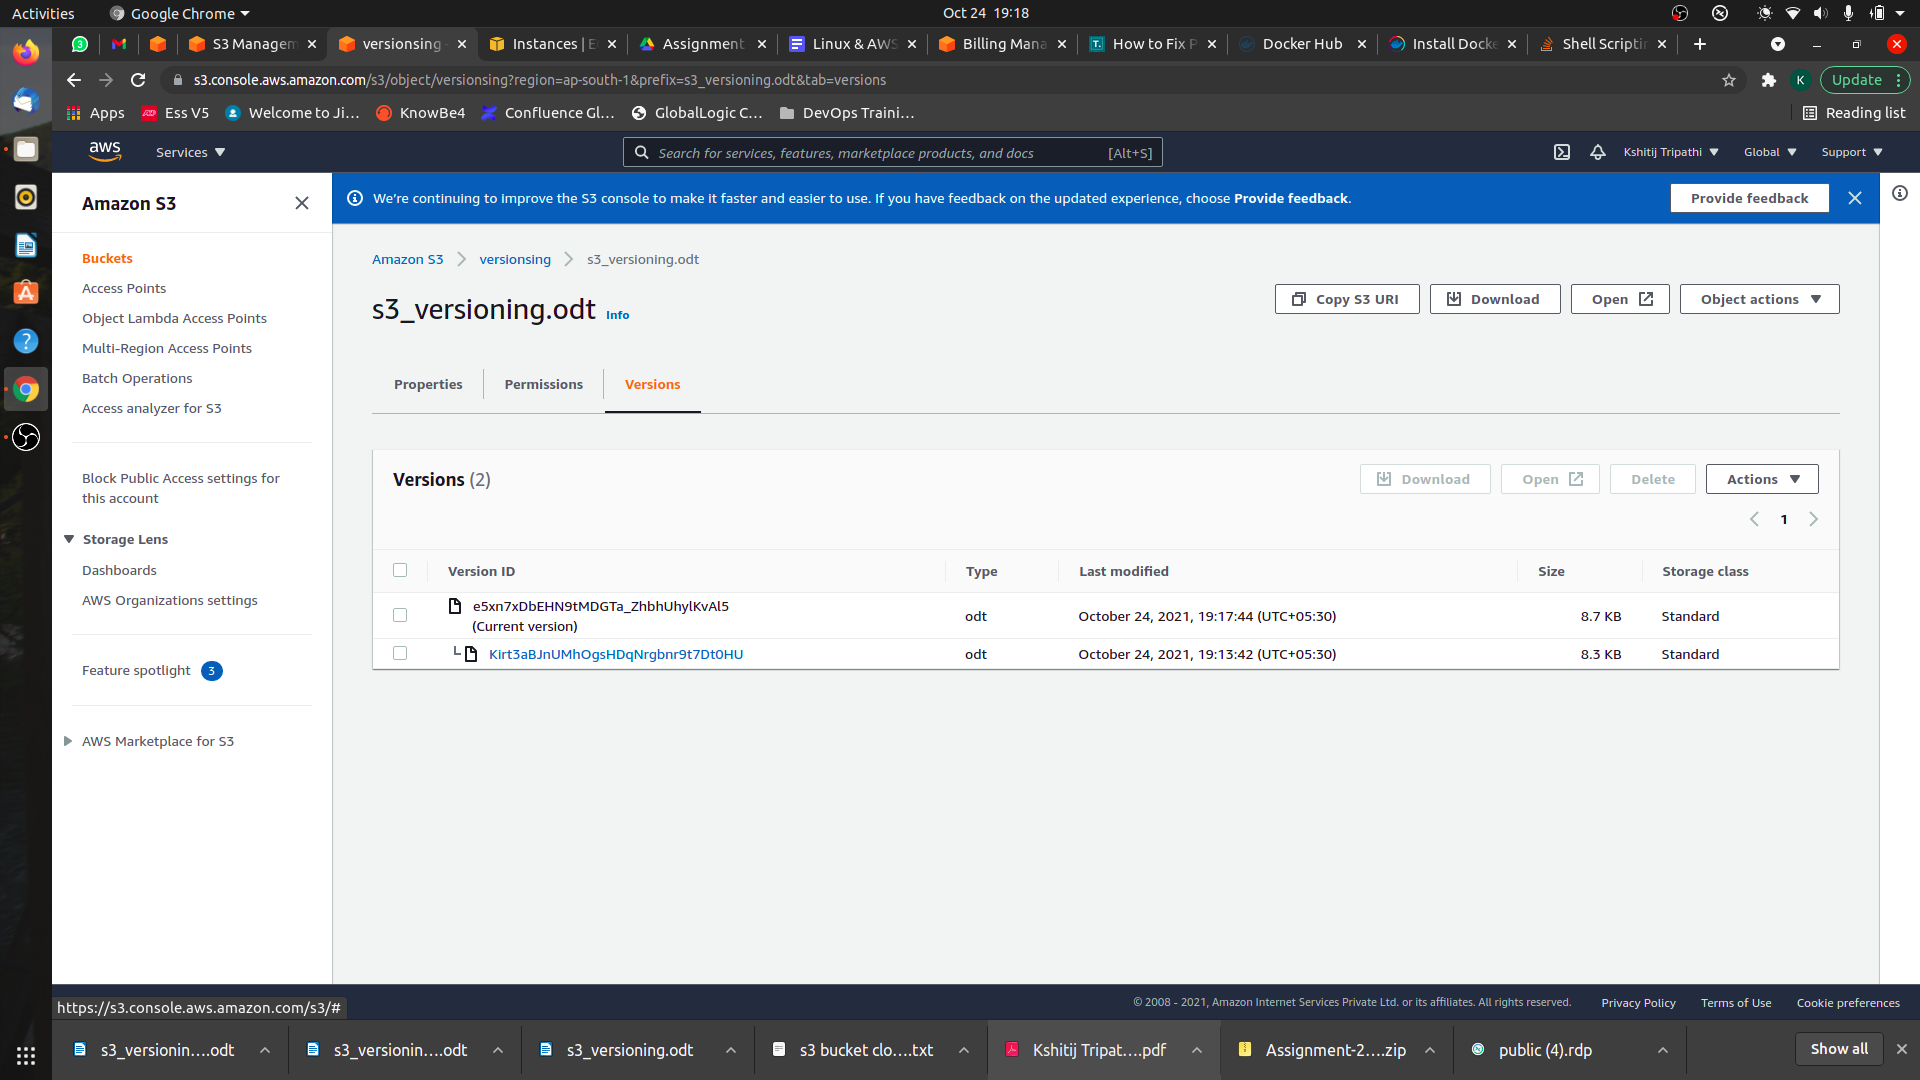 Activities
Google Chrome
Oct 24 19:18
3
S3 Managem
versionsing
Instances | E
Assignment
Linux & AWS
Billing Mana
How to Fix P
Docker Hub
Install Docke
Shell Scriptin
s3.console.aws.amazon.com/s3/object/versionsing?region=ap-south-1&prefix=s3_versioning.odt&tab=versions
K
Update
Apps
Ess V5
Welcome to Ji...
KnowBe4
Confluence Gl...
GlobalLogic C...
DevOps Traini...
Reading list
aws
Services
Search for services, features, marketplace products, and docs
[Alt+S]
Kshitij Tripathi
Global
Support
Amazon S3
We're continuing to improve the S3 console to make it faster and easier to use. If you have feedback on the updated experience, choose Provide feedback.
Provide feedback
Buckets
Access Points
Object Lambda Access Points
Multi-Region Access Points
Batch Operations
Access analyzer for S3
Block Public Access settings for
this account
Storage Lens
Dashboards
AWS Organizations settings
Feature spotlight 3
AWS Marketplace for S3
Amazon S3
versionsing
s3_versioning.odt
s3_versioning.odt Info
Copy S3 URI
Download
Open
Object actions
Properties
Permissions
Versions
Versions (2)
Download
Open
Delete
Actions
1
Version ID
Type
Last modified
Size
Storage class
e5xn7xDbEHN9tMDGTa_ZhbhUhylKvAl5
(Current version)
odt
October 24, 2021, 19:17:44 (UTC+05:30)
8.7 KB
Standard
Kirt3aBJnUMhOgsHDqNrgbnr9t7Dt0HU
odt
October 24, 2021, 19:13:42 (UTC+05:30)
8.3 KB
Standard
https://s3.console.aws.amazon.com/s3/#
© 2008 - 2021, Amazon Internet Services Private Ltd. or its affiliates. All rights reserved.
Privacy Policy
Terms of Use
Cookie preferences
s3_versionin....odt
s3_versionin....odt
s3_versioning.odt
s3 bucket clo....txt
Kshitij Tripat....pdf
Assignment-2....zip
public (4).rdp
Show all